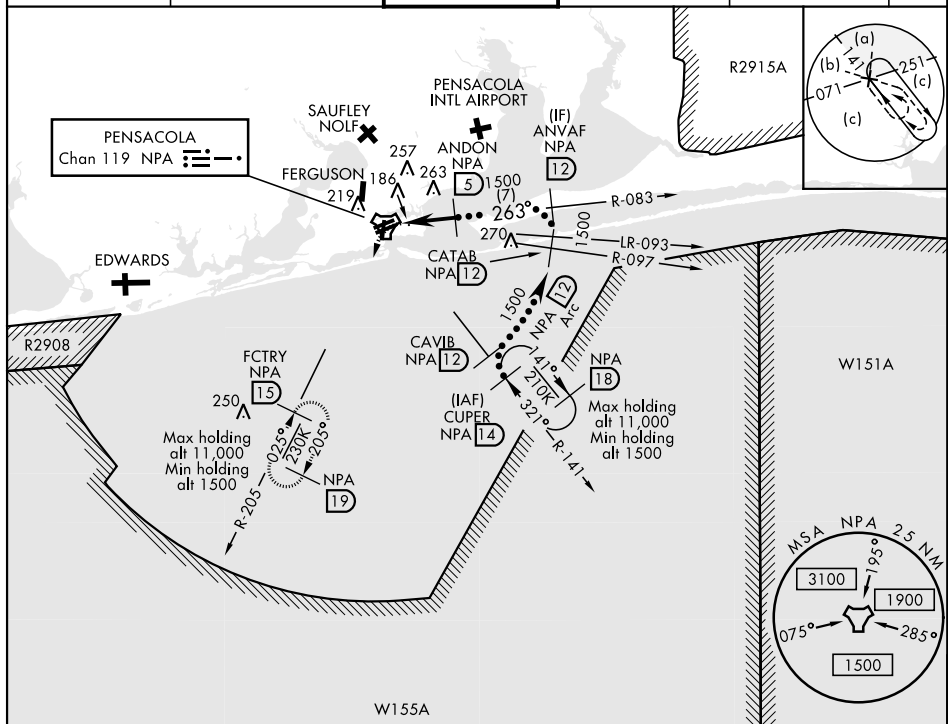 R2915A
(a)
141
(b)
251
(c)
071
(c)
PENSACOLA
INTL AIRPORT
SAUFLEY
NOLF
(IF)
ANVAF
NPA
12
PENSACOLA
Chan 119 NPA
ANDON
NPA
5
1500
(7)
263°
257
263
FERGUSON
186
219
R-083
1500
270
LR-093
R-097
CATAB
NPA 12
EDWARDS
1500
NPA 12
Arc
R2908
CAVIB
NPA 12
FCTRY
NPA
15
141°
210K
321°
NPA
18
W151A
250
(IAF)
CUPER
NPA 14
Max holding
alt 11,000
Min holding
alt 1500
Max holding
alt 11,000
Min holding
alt 1500
025°
230K
205°
R-141
NPA
19
R-205
MSA NPA 25 NM
195°
3100
1900
075°
285°
1500
W155A